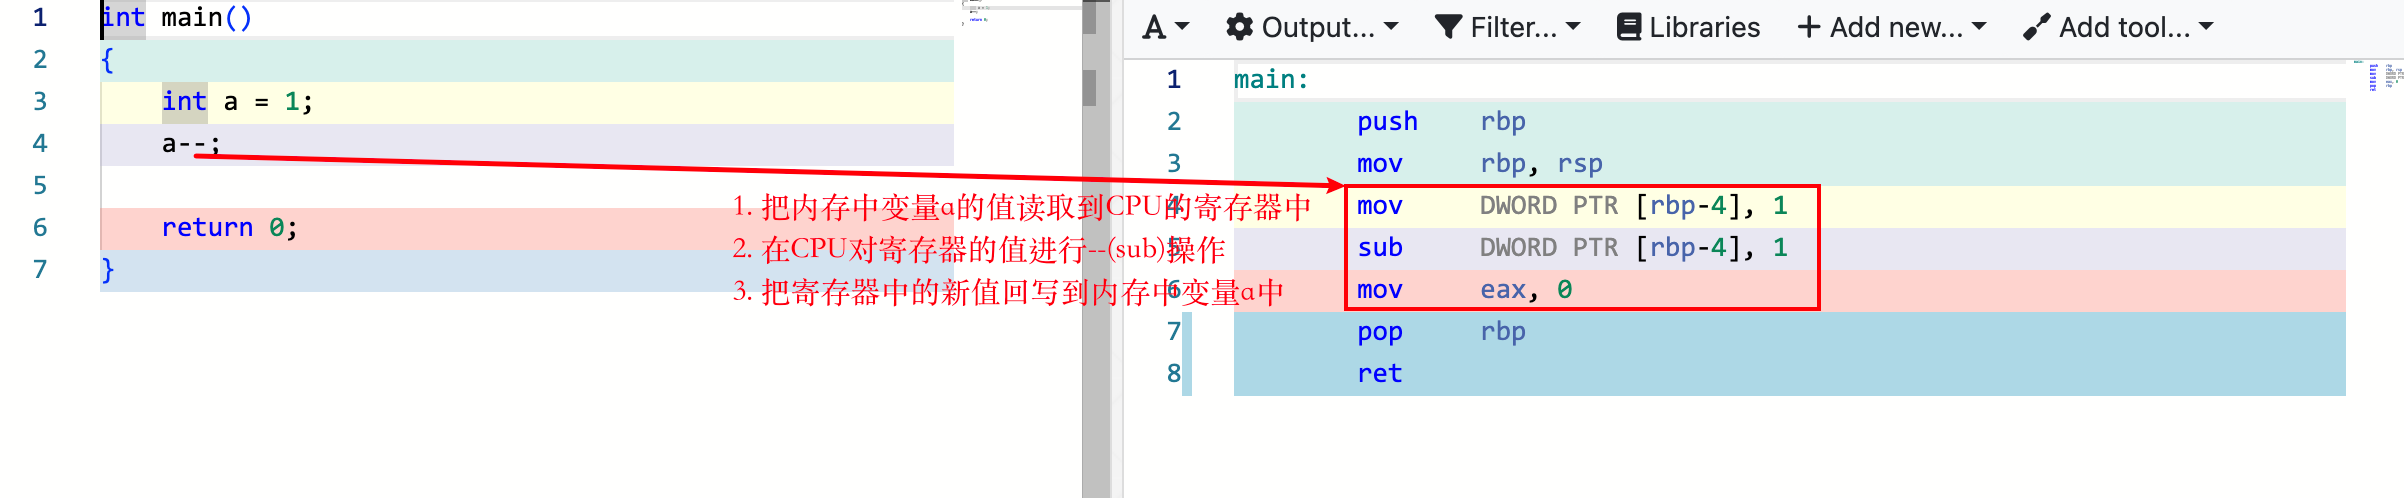 1 int main()
2 {
3 int a = 1;
4 a--;
5
6 return 0;
7 }
A Output... Filter... Libraries + Add new... Add tool...
1 main:
2 push rbp
3 mov rbp, rsp
4 mov DWORD PTR [rbp-4], 1
5 sub DWORD PTR [rbp-4], 1
6 mov eax, 0
7 pop rbp
8 ret
1. 把内存中变量a的值读取到CPU的寄存器中
2. 在CPU对寄存器的值进行--(sub)操作
3. 把寄存器中的新值回写到内存中变量a中